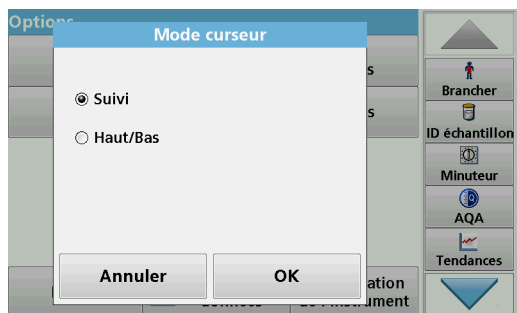 Options
Mode curseur
Suivi
Haut/Bas
Annuler
OK
Brancher
ID échantillon
Minuteur
AQA
Tendances